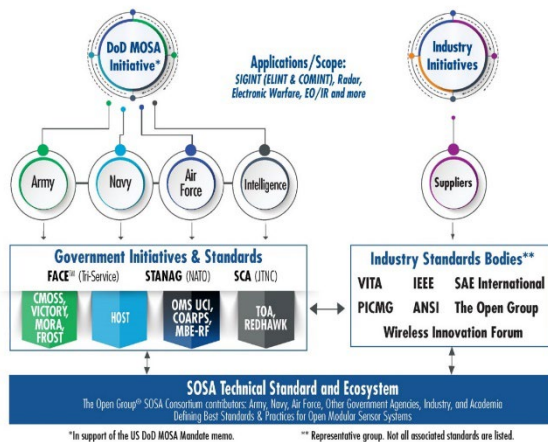 DoD MOSA
Initiative*
Applications/Scope:
SIGINT (ELINT & COMINT), Radar,
Electronic Warfare, EO/IR and more
Industry
Initiatives
Army
Navy
Air
Force
Intelligence
Suppliers
Government Initiatives & Standards
FACE℠ (Tri-Service) STANAG (NATO) SCA (JTNC)
CMOSS,
VICTORY,
MORA,
FROST
HOST
OMS UCI,
COARPS,
MBE-RF
TOA,
REDHAWK
Industry Standards Bodies**
VITA IEEE SAE International
PICMG ANSI The Open Group
Wireless Innovation Forum
SOSA Technical Standard and Ecosystem
The Open Group® SOSA Consortium contributors: Army, Navy, Air Force, Other Government Agencies, Industry, and Academia
Defining Best Standards & Practices for Open Modular Sensor Systems
*In support of the US DoD MOSA Mandate memo.
** Representative group. Not all associated standards are listed.